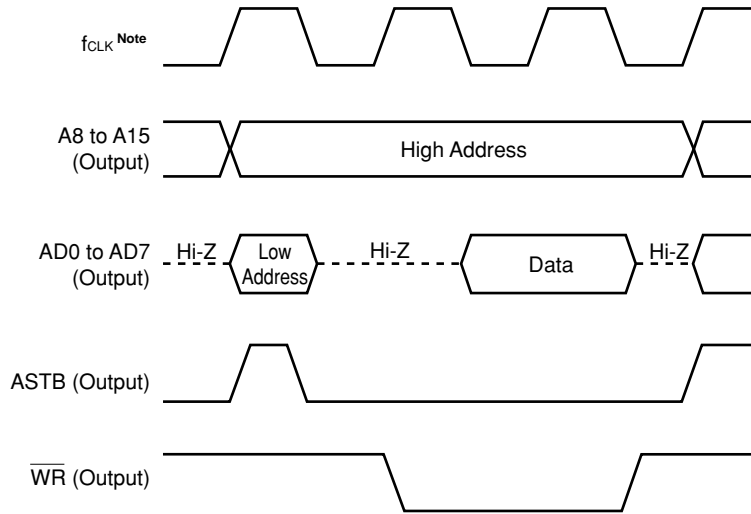 fCLK Note
A8 to A15
(Output)
High Address
AD0 to AD7
(Output)
Hi-Z
Low
Address
Hi-Z
Data
Hi-Z
ASTB (Output)
WR (Output)